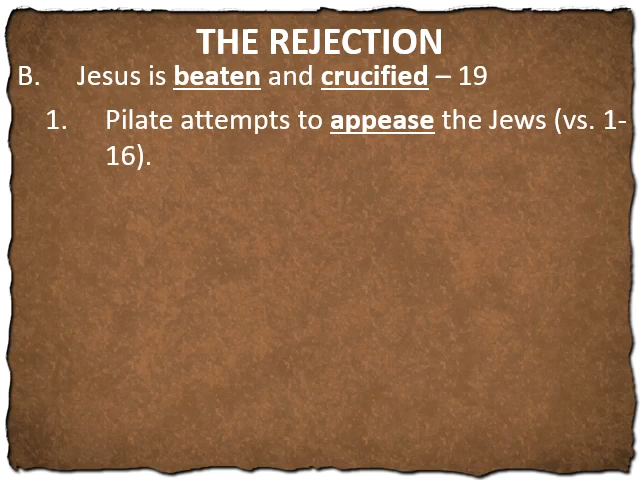 THE REJECTION
B. Jesus is beaten and crucified – 19
1. Pilate attempts to appease the Jews (vs. 1-
16).